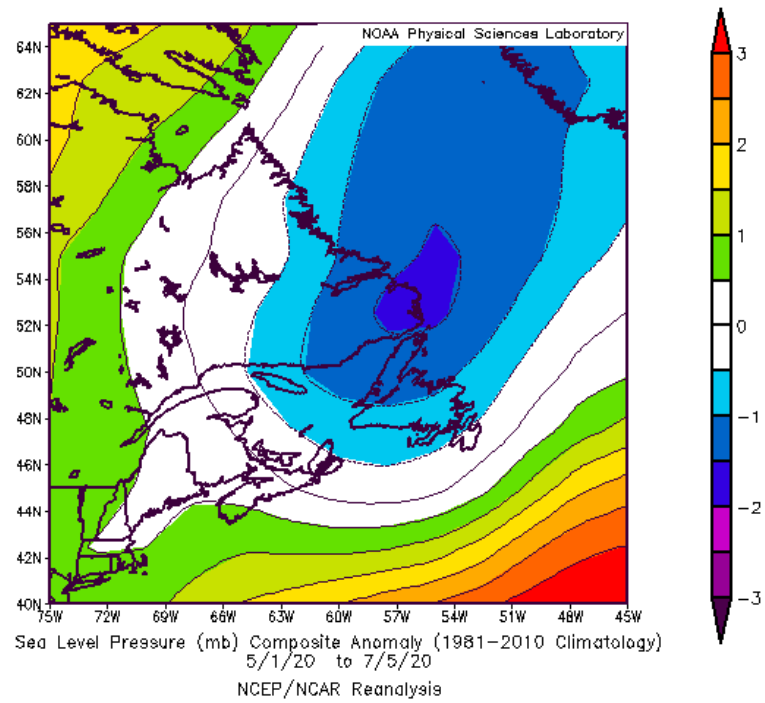 NOAA Physical Sciences Laboratory
64N
62N
60N
58N
56N
54N
52N
50N
48N
46N
44N
42N
40N
75W 72W 69W 66W 63W 60W 57W 54W 51W 48W 45W
3
2
1
0
-1
-2
-3
Sea Level Pressure (mb) Composite Anomaly (1981-2010 Climatology)
5/1/20 to 7/5/20
NCEP/NCAR Reanalysis